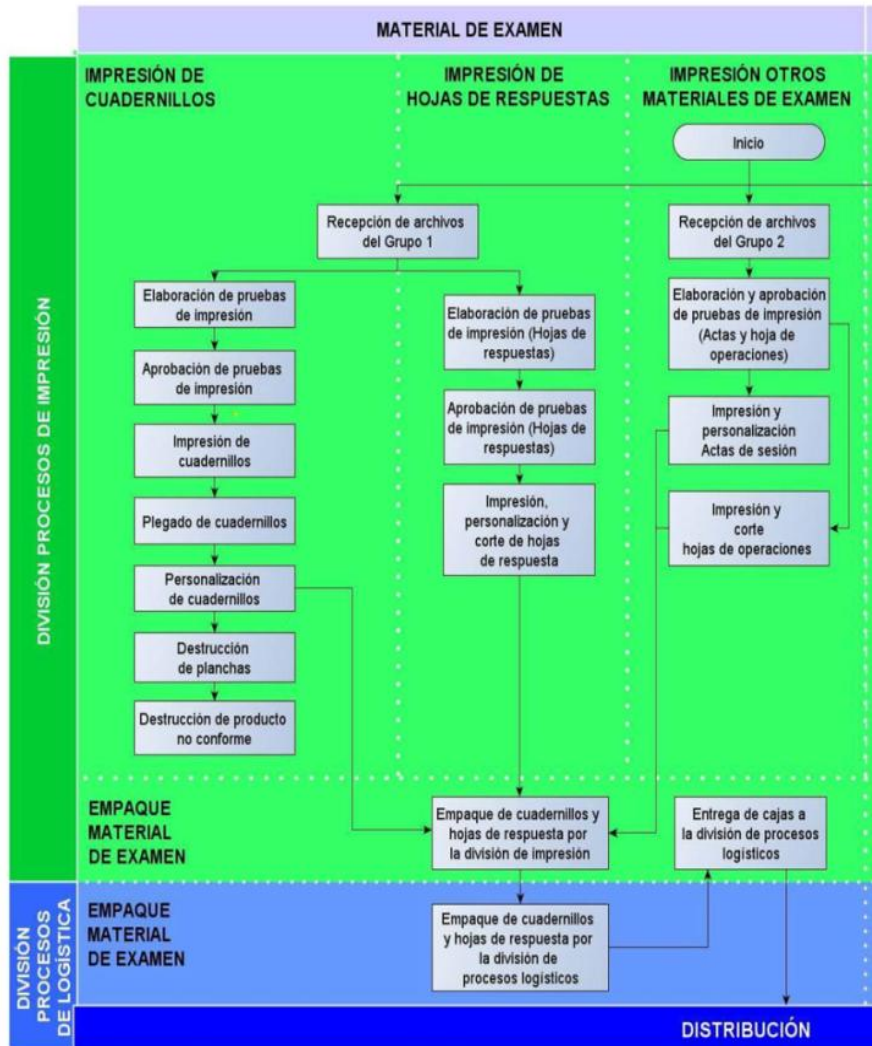 MATERIAL DE EXAMEN
IMPRESIÓN DE
CUADERNILLOS
IMPRESIÓN DE
HOJAS DE RESPUESTAS
IMPRESIÓN OTROS
MATERIALES DE EXAMEN
Inicio
Recepción de archivos
del Grupo 1
Recepción de archivos
del Grupo 2
DIVISIÓN PROCESOS DE IMPRESIÓN
Elaboración de pruebas
de impresión
Aprobación de pruebas
de impresión
Impresión de
cuadernillos
Plegado de cuadernillos
Personalización
de cuadernillos
Destrucción
de planchas
Destrucción de producto
no conforme
Elaboración de pruebas
de impresión (Hojas de
respuestas)
Aprobación de pruebas
de impresión (Hojas de
respuestas)
Impresión,
personalización y
corte de hojas
de respuesta
Elaboración y aprobación
de pruebas de impresión
(Actas y hoja de
operaciones)
Impresión y
personalización
Actas de sesión
Impresión y
corte
hojas de operaciones
EMPAQUE
MATERIAL
DE EXAMEN
Empaque de cuadernillos y
hojas de respuesta por
la división de impresión
Entrega de cajas a
la división de procesos
logísticos
DIVISIÓN
PROCESOS
DE LOGÍSTICA
EMPAQUE
MATERIAL
DE EXAMEN
Empaque de cuadernillos
y hojas de respuesta por
la división de
procesos logísticos
DISTRIBUCIÓN